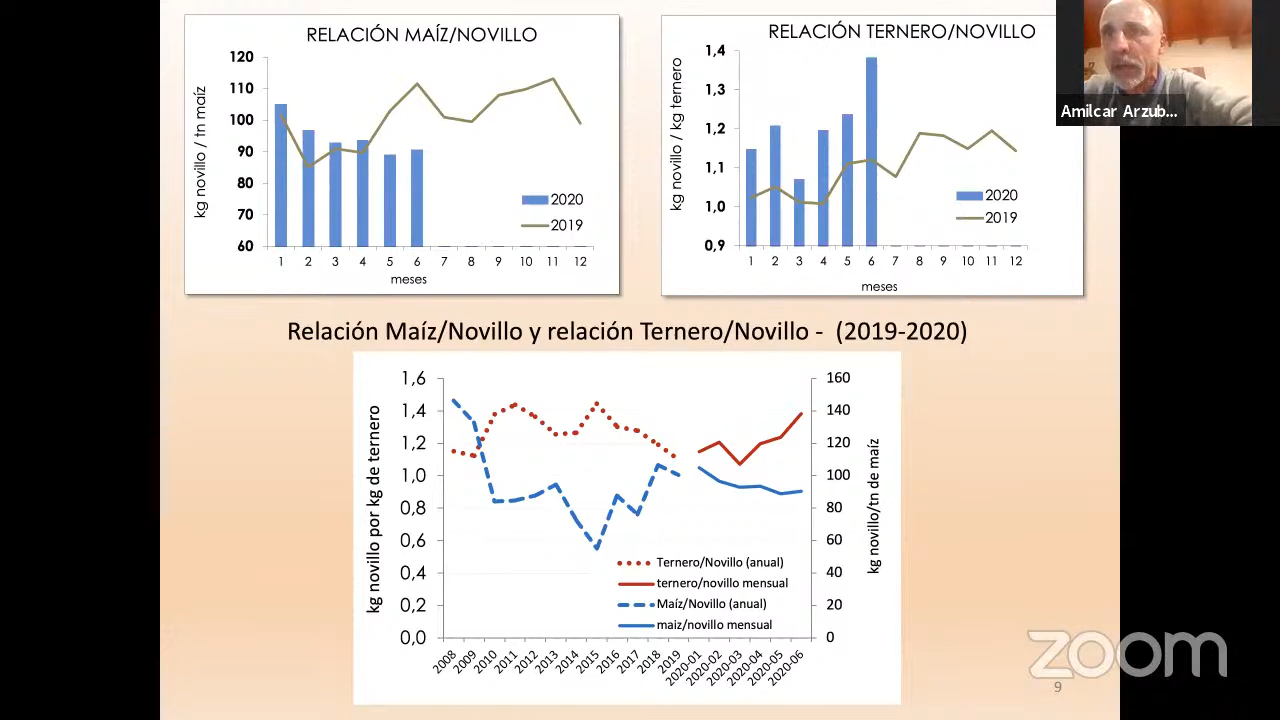 RELACIÓN MAÍZ/NOVILLO
120
110
100
90
80
70
60
kg novillo / tn maíz
2020
2019
1 2 3 4 5 6 7 8 9 10 11 12
meses
RELACIÓN TERNERO/NOVILLO
1,4
1,3
1,2
1,1
1,0
0,9
kg novillo / kg ternero
2020
2019
1 2 3 4 5 6 7 8 9 10 11 12
meses
Amilcar Arzub...
Relación Maíz/Novillo y relación Ternero/Novillo - (2019-2020)
1,6
1,4
1,2
1,0
0,8
0,6
0,4
0,2
0,0
kg novillo por kg de ternero
160
140
120
100
80
60
40
20
0
kg novillo/tn de maíz
Ternero/Novillo (anual)
ternero/novillo mensual
Maíz/Novillo (anual)
maiz/novillo mensual
2008 2009 2010 2011 2012 2013 2014 2015 2016 2017 2018 2019 2020-01 2020-02 2020-03 2020-04 2020-05 2020-06
zoom
9